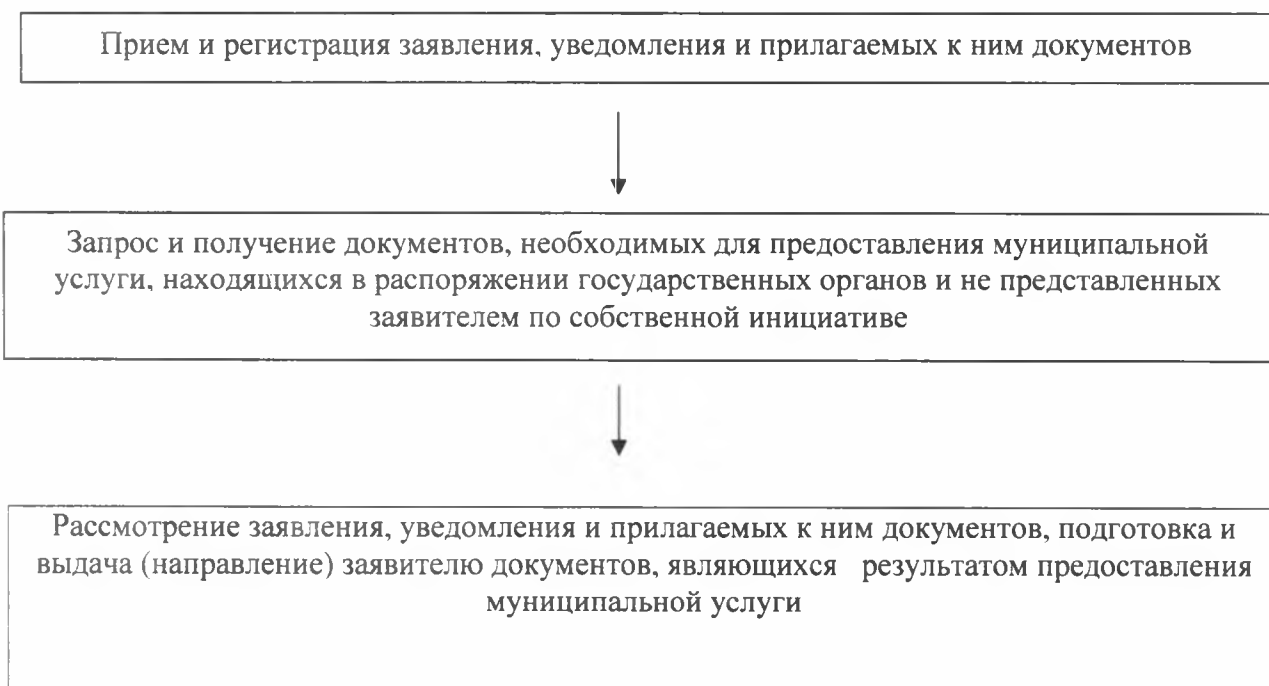 Прием и регистрация заявления, уведомления и прилагаемых к ним документов
Запрос и получение документов, необходимых для предоставления муниципальной
услуги, находящихся в распоряжении государственных органов и не представленных
заявителем по собственной инициативе
Рассмотрение заявления, уведомления и прилагаемых к ним документов, подготовка и
выдача (направление) заявителю документов, являющихся результатом предоставления
муниципальной услуги